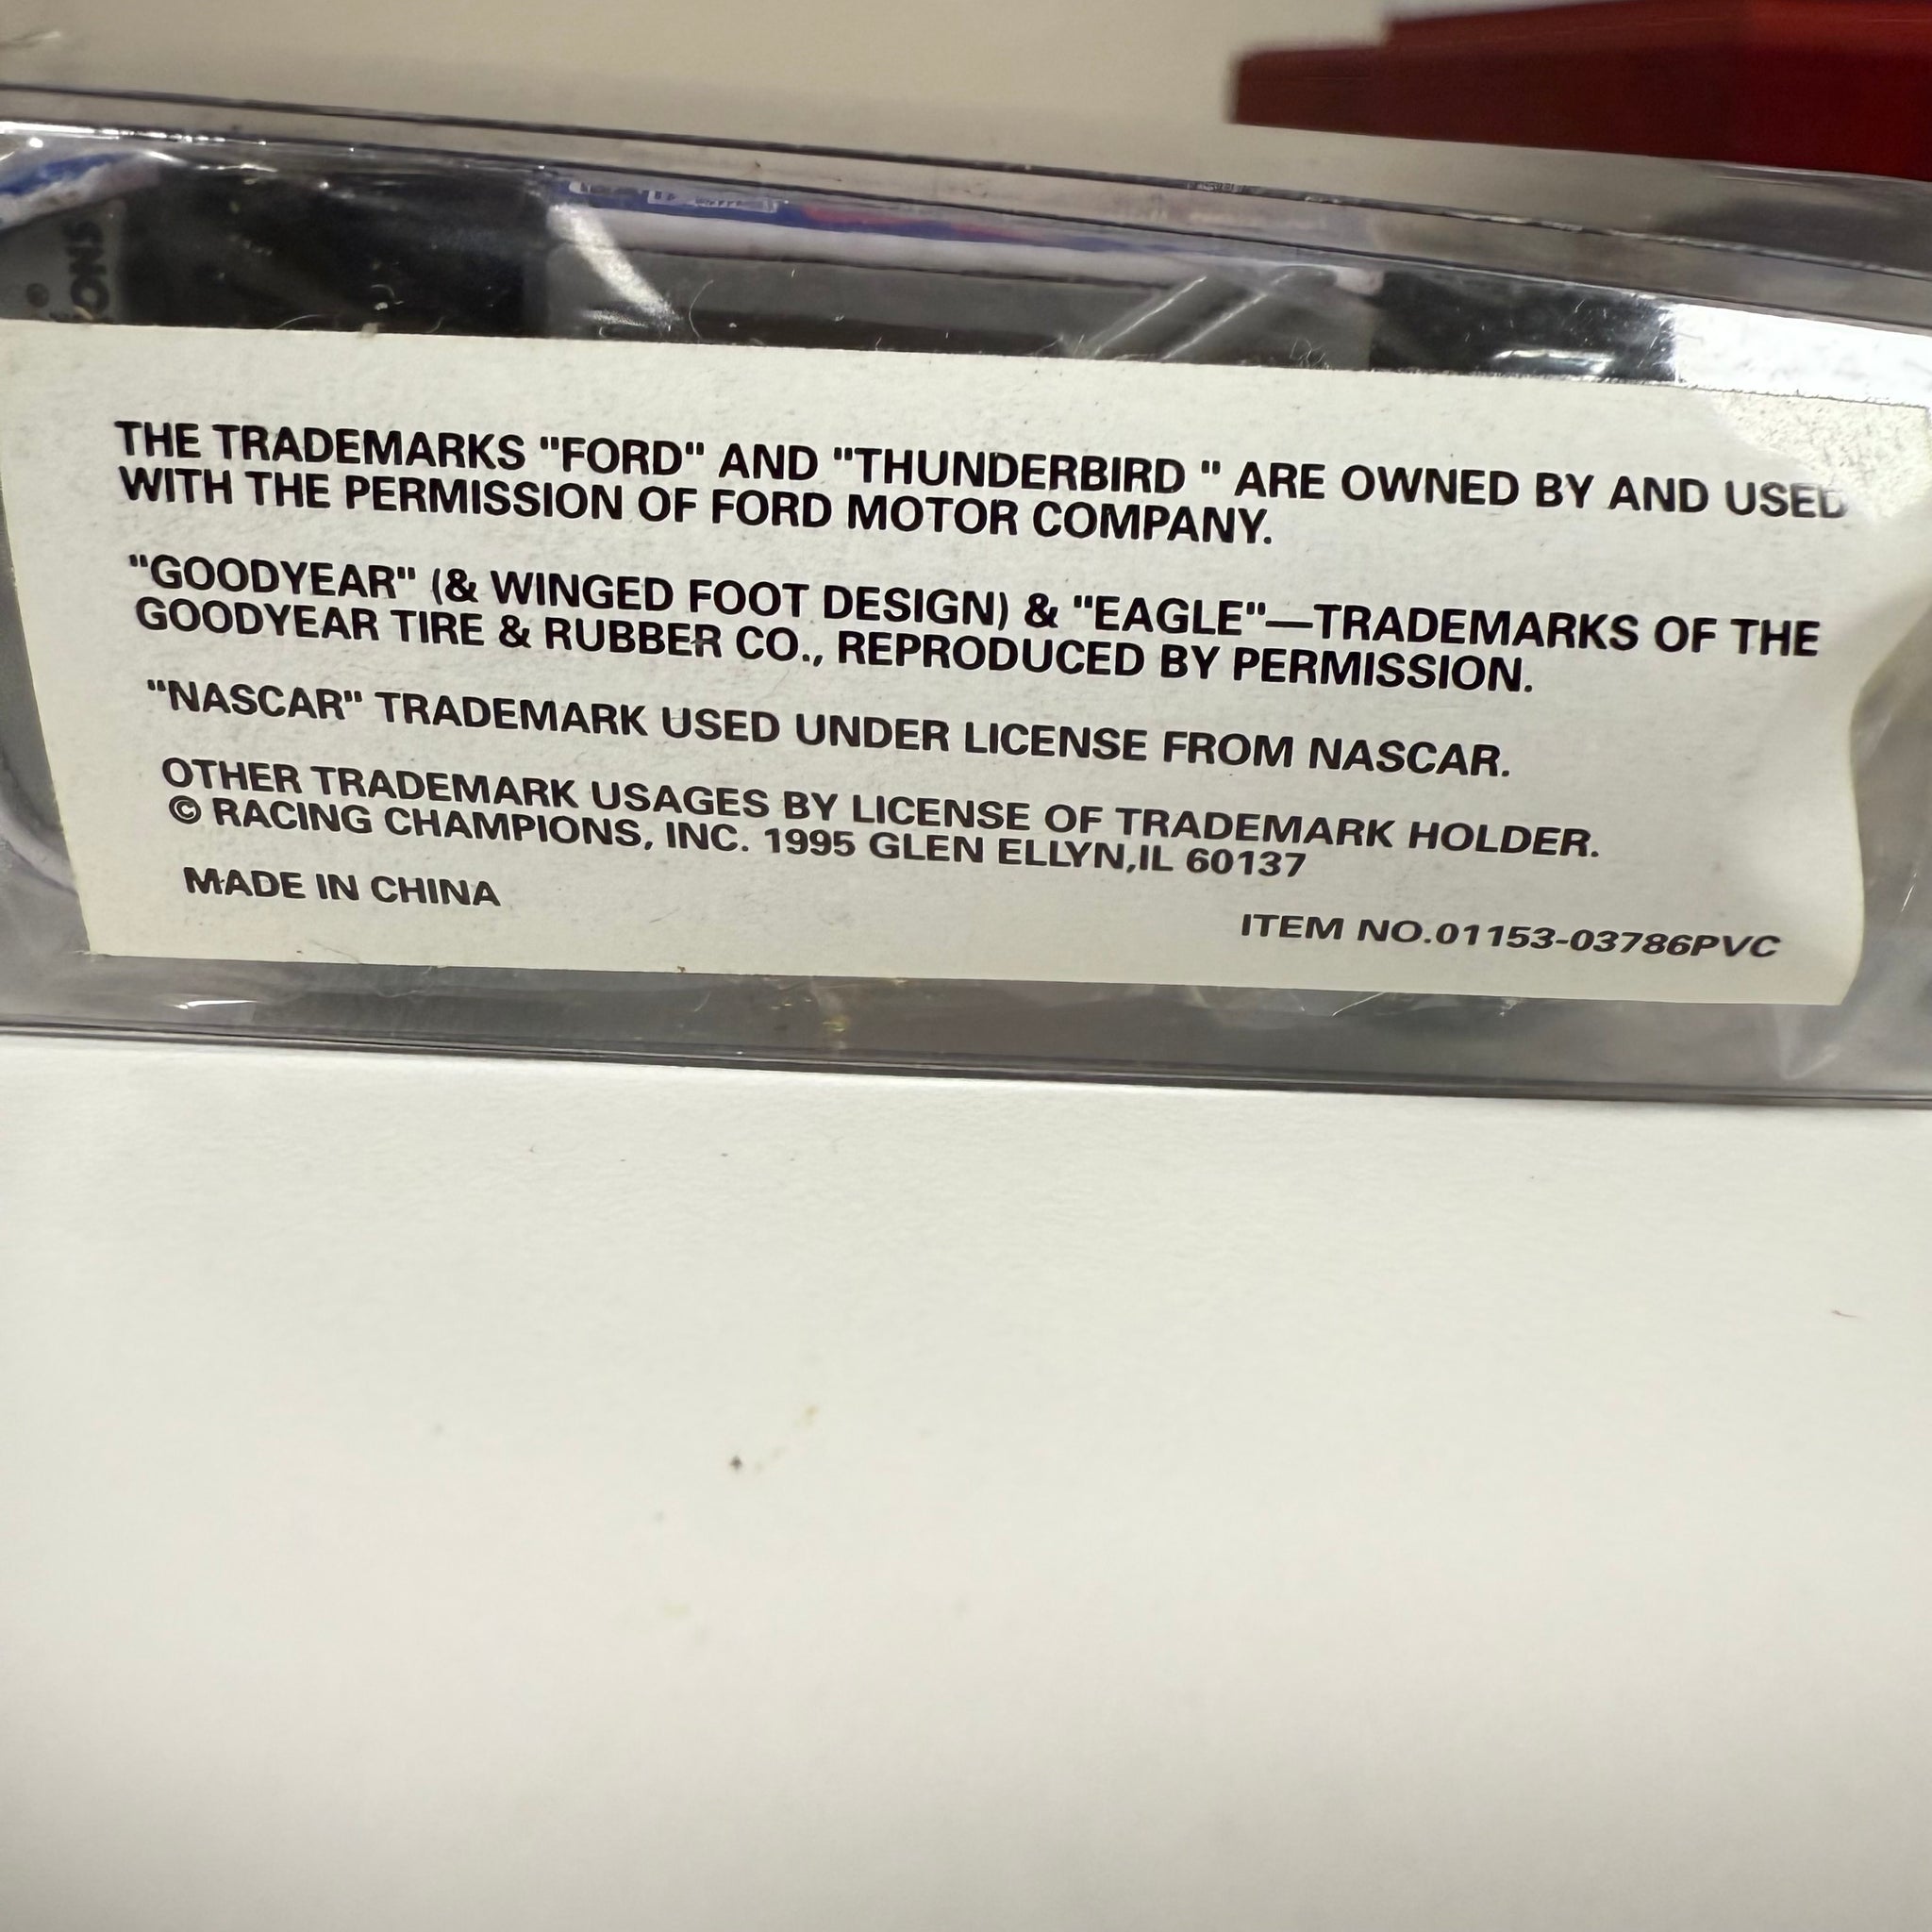 THE TRADEMARKS "FORD" AND "THUNDERBIRD " ARE OWNED BY AND USED
WITH THE PERMISSION OF FORD MOTOR COMPANY.
"GOODYEAR" (& WINGED FOOT DESIGN) & "EAGLE"—TRADEMARKS OF THE
GOODYEAR TIRE & RUBBER CO., REPRODUCED BY PERMISSION.
"NASCAR" TRADEMARK USED UNDER LICENSE FROM NASCAR.
OTHER TRADEMARK USAGES BY LICENSE OF TRADEMARK HOLDER.
© RACING CHAMPIONS, INC. 1995 GLEN ELLYN,IL 60137
MADE IN CHINA
ITEM NO.01153-03786PVC